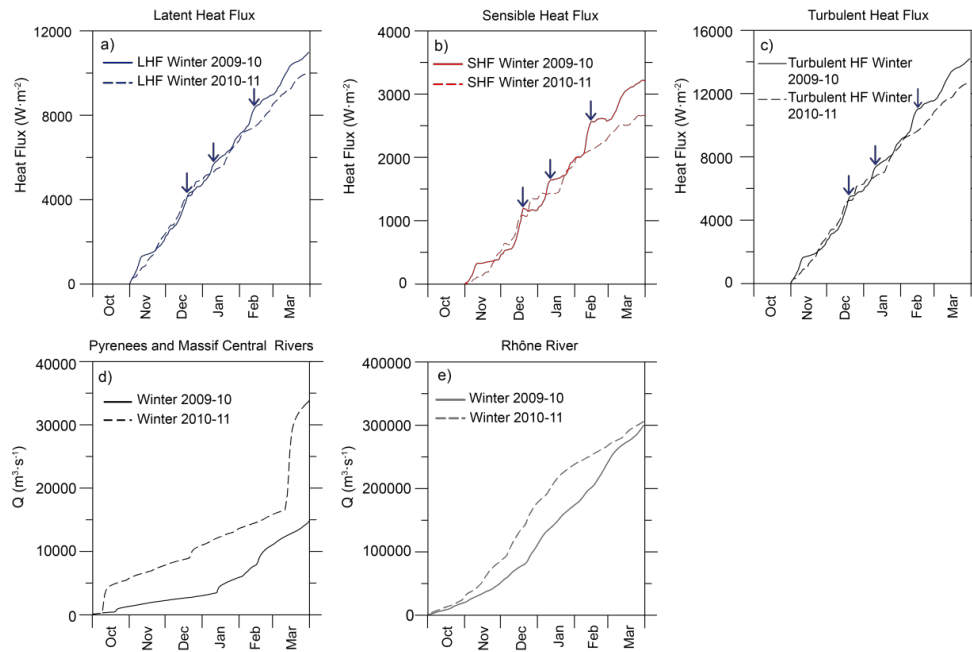 Latent Heat Flux
Sensible Heat Flux
Turbulent Heat Flux
12000
8000
4000
0
Heat Flux (W·m⁻²)
a)
LHF Winter 2009-10
LHF Winter 2010-11
Oct
Nov
Dec
Jan
Feb
Mar
4000
3000
2000
1000
0
Heat Flux (W·m⁻²)
b)
SHF Winter 2009-10
SHF Winter 2010-11
Oct
Nov
Dec
Jan
Feb
Mar
16000
12000
8000
4000
0
Heat Flux (W·m⁻²)
c)
Turbulent HF Winter
2009-10
Turbulent HF Winter
2010-11
Oct
Nov
Dec
Jan
Feb
Mar
Pyrenees and Massif Central Rivers
40000
30000
20000
10000
0
Q (m³·s⁻¹)
d)
Winter 2009-10
Winter 2010-11
Oct
Nov
Dec
Jan
Feb
Mar
Rhône River
400000
300000
200000
100000
0
Q (m³·s⁻¹)
e)
Winter 2009-10
Winter 2010-11
Oct
Nov
Dec
Jan
Feb
Mar